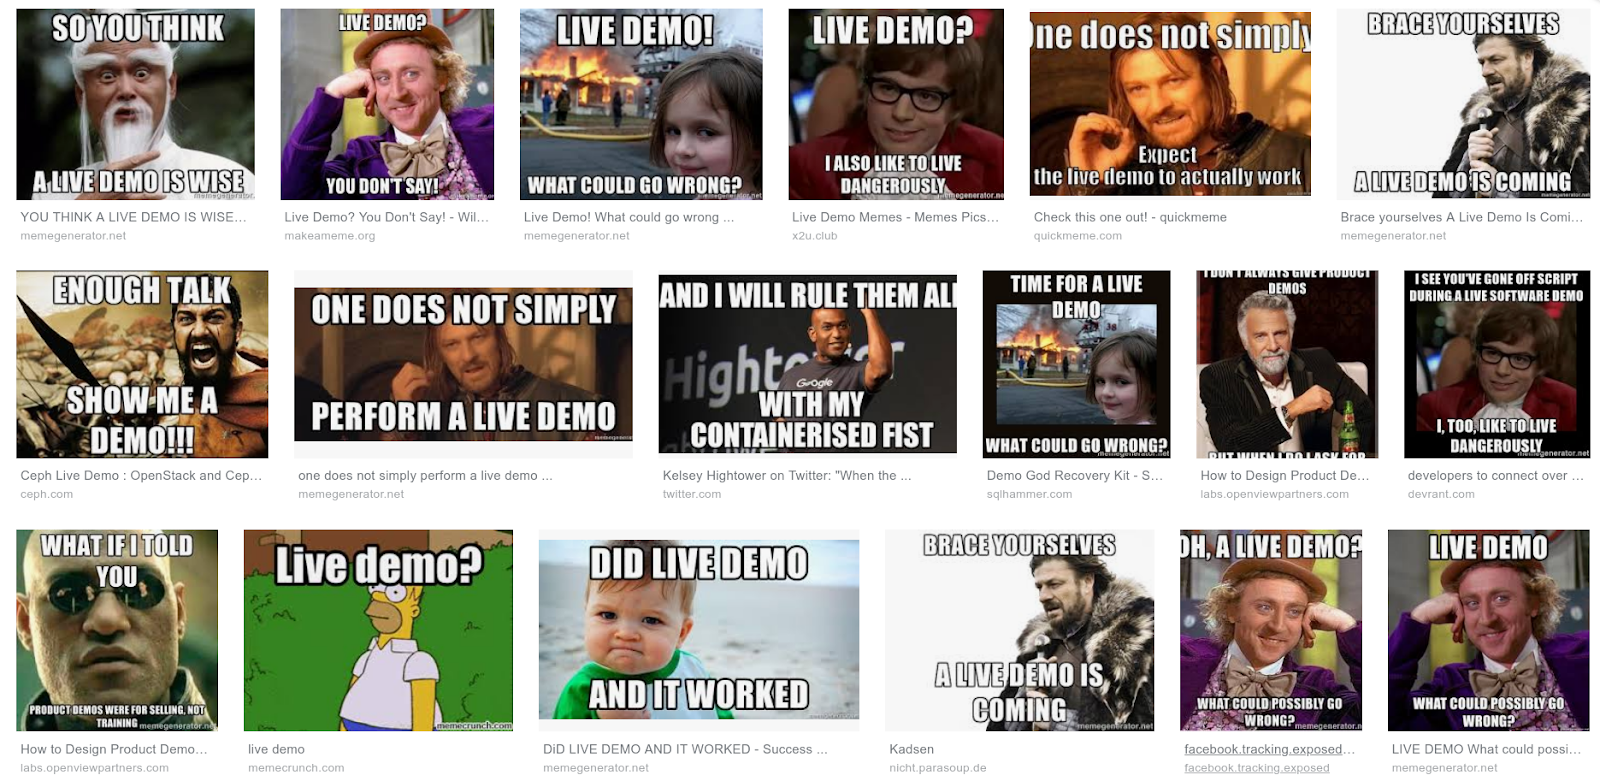 SO YOU THINK
A LIVE DEMO IS WISE
memegenerator.net
YOU THINK A LIVE DEMO IS WISE...
memegenerator.net
LIVE DEMO?
YOU DON'T SAY!
Live Demo? You Don't Say! - Wil...
makeameme.org
LIVE DEMO!
WHAT COULD GO WRONG?
memegenerator.net
Live Demo! What could go wrong ...
memegenerator.net
LIVE DEMO?
I ALSO LIKE TO LIVE
DANGEROUSLY
memegenerator.net
Live Demo Memes - Memes Pics...
x2u.club
One does not simply
Expect
the live demo to actually work
Check this one out! - quickmeme
quickmeme.com
BRACE YOURSELVES
A LIVE DEMO IS COMING
memegenerator.net
Brace yourselves A Live Demo Is Comi...
memegenerator.net
ENOUGH TALK
SHOW ME A
DEMO!!!
Ceph Live Demo : OpenStack and Cep...
ceph.com
ONE DOES NOT SIMPLY
PERFORM A LIVE DEMO
memegenerator
one does not simply perform a live demo ...
memegenerator.net
AND I WILL RULE THEM ALL
Hightower
Google
WITH MY
CONTAINERISED FIST
Kelsey Hightower on Twitter: "When the ...
twitter.com
TIME FOR A LIVE
DEMO
38
WHAT COULD GO WRONG?
memegenerator.net
Demo God Recovery Kit - S...
sqlhammer.com
I DON'T ALWAYS GIVE PRODUCT
DEMOS
BUT WHEN I DO I ASK FOR
How to Design Product De...
labs.openviewpartners.com
I SEE YOU'VE GONE OFF SCRIPT
DURING A LIVE SOFTWARE DEMO
I, TOO, LIKE TO LIVE
DANGEROUSLY
memegenerator.net
developers to connect over ...
devrant.com
WHAT IF I TOLD
YOU
PRODUCT DEMOS WERE FOR SELLING, NOT
TRAINING
memegenerator.net
How to Design Product Demo...
labs.openviewpartners.com
Live demo?
memecrunch.com
live demo
memecrunch.com
DID LIVE DEMO
AND IT WORKED
memegenerator.net
DiD LIVE DEMO AND IT WORKED - Success ...
memegenerator.net
BRACE YOURSELVES
A LIVE DEMO IS
COMING
memegenerator.net
Kadsen
nicht.parasoup.de
OH, A LIVE DEMO?
WHAT COULD POSSIBLY GO
WRONG?
memegenerator.n
facebook.tracking.exposed...
facebook.tracking.exposed
LIVE DEMO
WHAT COULD POSSIBLY GO
WRONG?
memegenerator.net
LIVE DEMO What could possi...
memegenerator.net